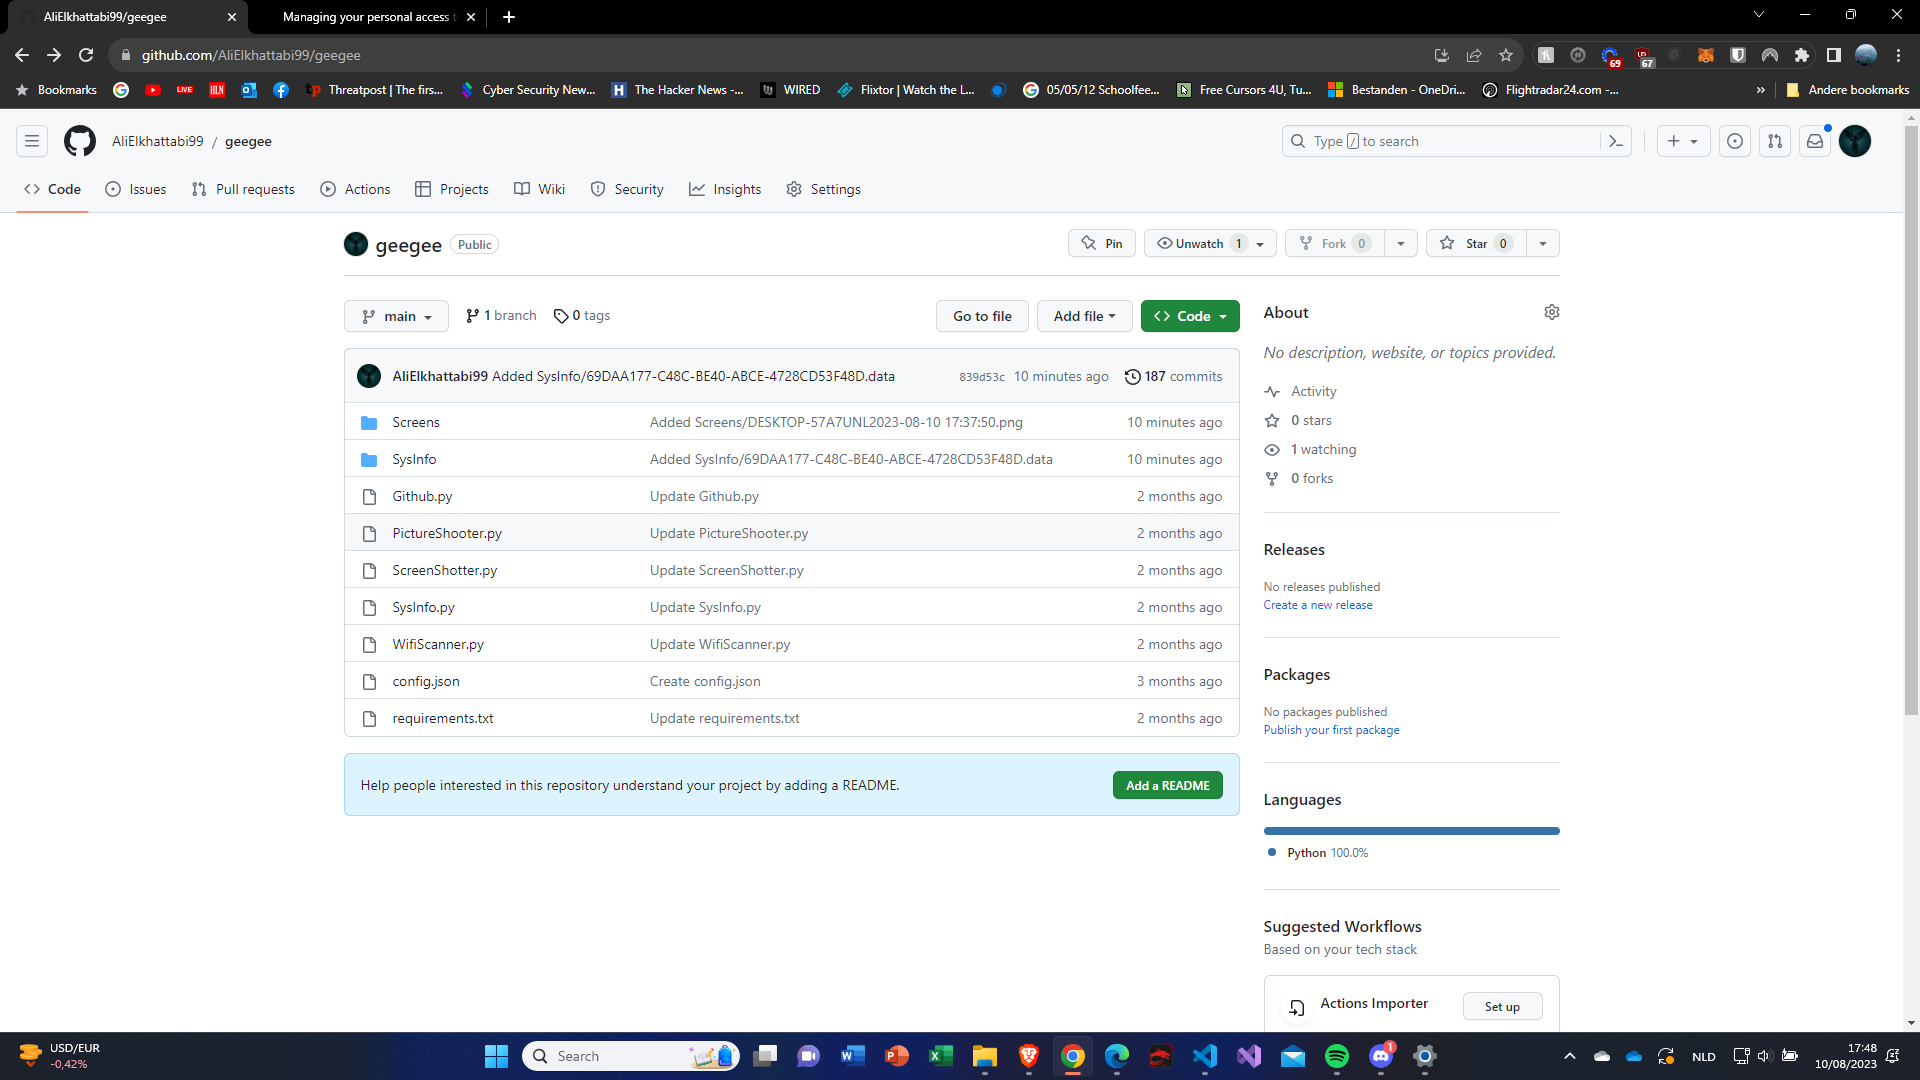 AliElkhattabi99/geegee
Managing your personal access t
github.com/AliElkhattabi99/geegee
69
67
Bookmarks
LIVE
HLN
tp Threatpost | The firs...
Cyber Security New...
H The Hacker News -...
WIRED
Flixtor | Watch the L...
05/05/12 Schoolfee...
Free Cursors 4U, Tu...
Bestanden - OneDri...
Flightradar24.com -...
»
Andere bookmarks
AliElkhattabi99 / geegee
Type / to search
Code
Issues
Pull requests
Actions
Projects
Wiki
Security
Insights
Settings
geegee Public
Pin
Unwatch 1
Fork 0
Star 0
main
1 branch
0 tags
Go to file
Add file
Code
AliElkhattabi99 Added SysInfo/69DAA177-C48C-BE40-ABCE-4728CD53F48D.data
839d53c 10 minutes ago
187 commits
Screens Added Screens/DESKTOP-57A7UNL2023-08-10 17:37:50.png 10 minutes ago
SysInfo Added SysInfo/69DAA177-C48C-BE40-ABCE-4728CD53F48D.data 10 minutes ago
Github.py Update Github.py 2 months ago
PictureShooter.py Update PictureShooter.py 2 months ago
ScreenShotter.py Update ScreenShotter.py 2 months ago
SysInfo.py Update SysInfo.py 2 months ago
WifiScanner.py Update WifiScanner.py 2 months ago
config.json Create config.json 3 months ago
requirements.txt Update requirements.txt 2 months ago
Help people interested in this repository understand your project by adding a README.
Add a README
About
No description, website, or topics provided.
Activity
0 stars
1 watching
0 forks
Releases
No releases published
Create a new release
Packages
No packages published
Publish your first package
Languages
Python 100.0%
Suggested Workflows
Based on your tech stack
Actions Importer
Set up
USD/EUR
-0,42%
Search
1
NLD
17:48
10/08/2023